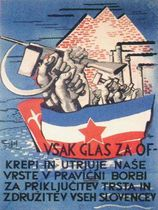 VSAK GLAS ZA OF-
KREPI IN UTRJUJE NAŠE
VRSTE V PRAVIČNI BORBI
ZA PRIKLJUČITEV TRSTA IN
ZDRUŽITEV VSEH SLOVENCEV